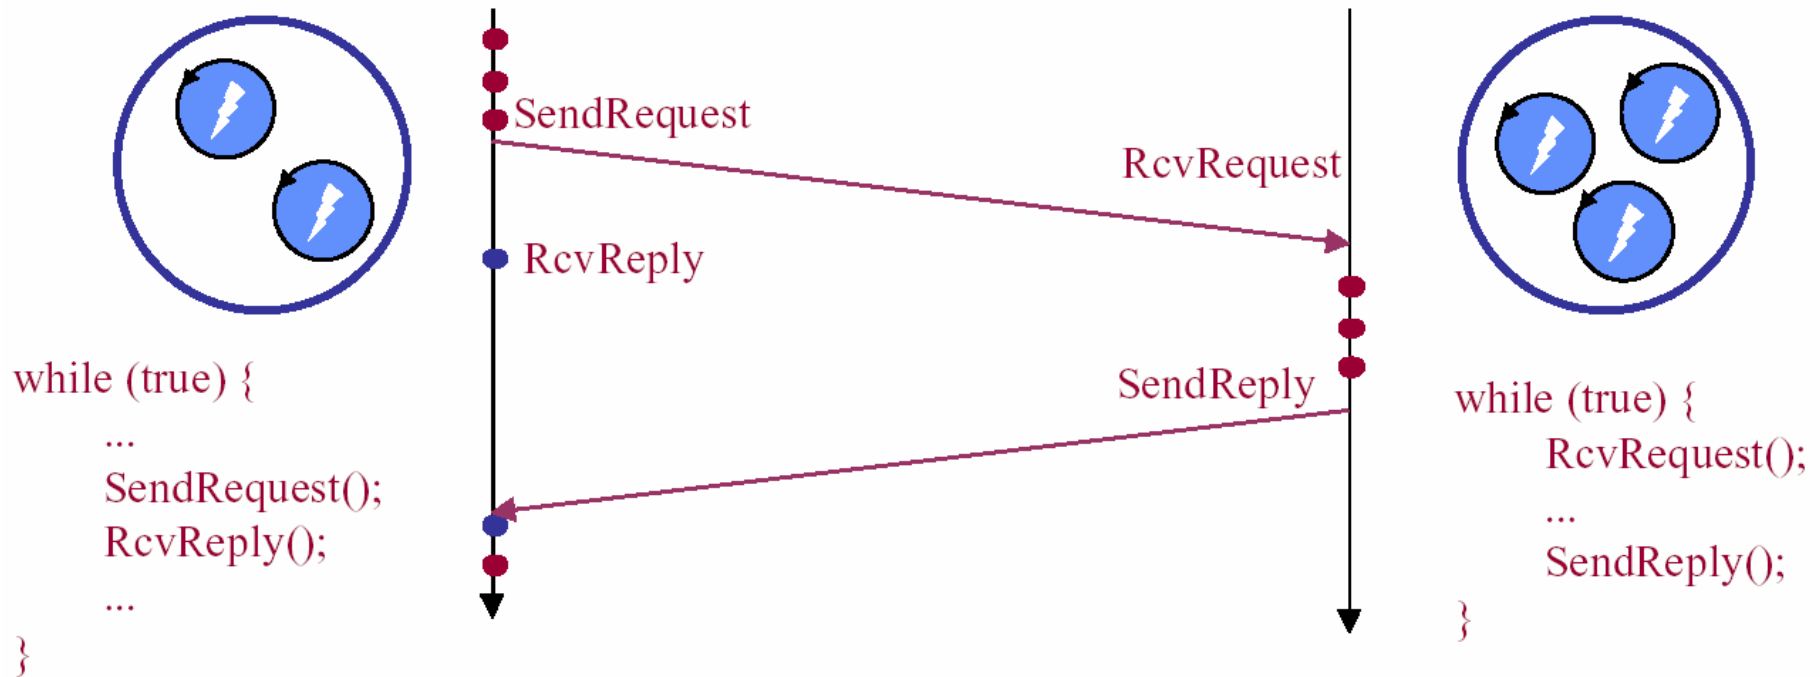 SendRequest
RcvRequest
RcvReply
SendReply
while (true) {
...
SendRequest();
RcvReply();
...
}
while (true) {
RcvRequest();
...
SendReply();
}